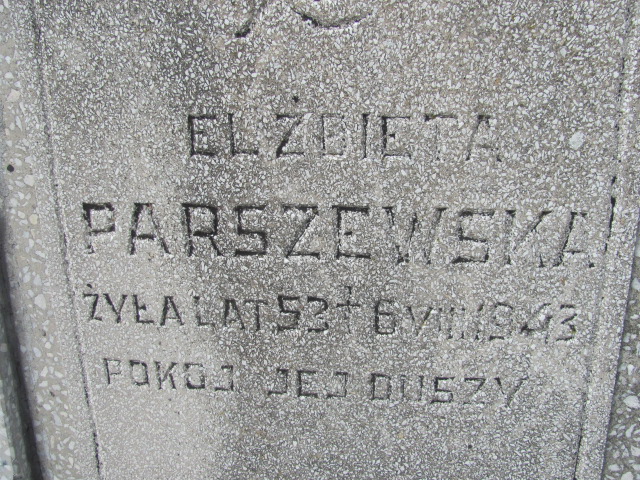 ELŻBIETA
PARSZEWSKA
ŻYŁA LAT 53 † 6 VIII 1943
POKÓJ JEJ DUSZY